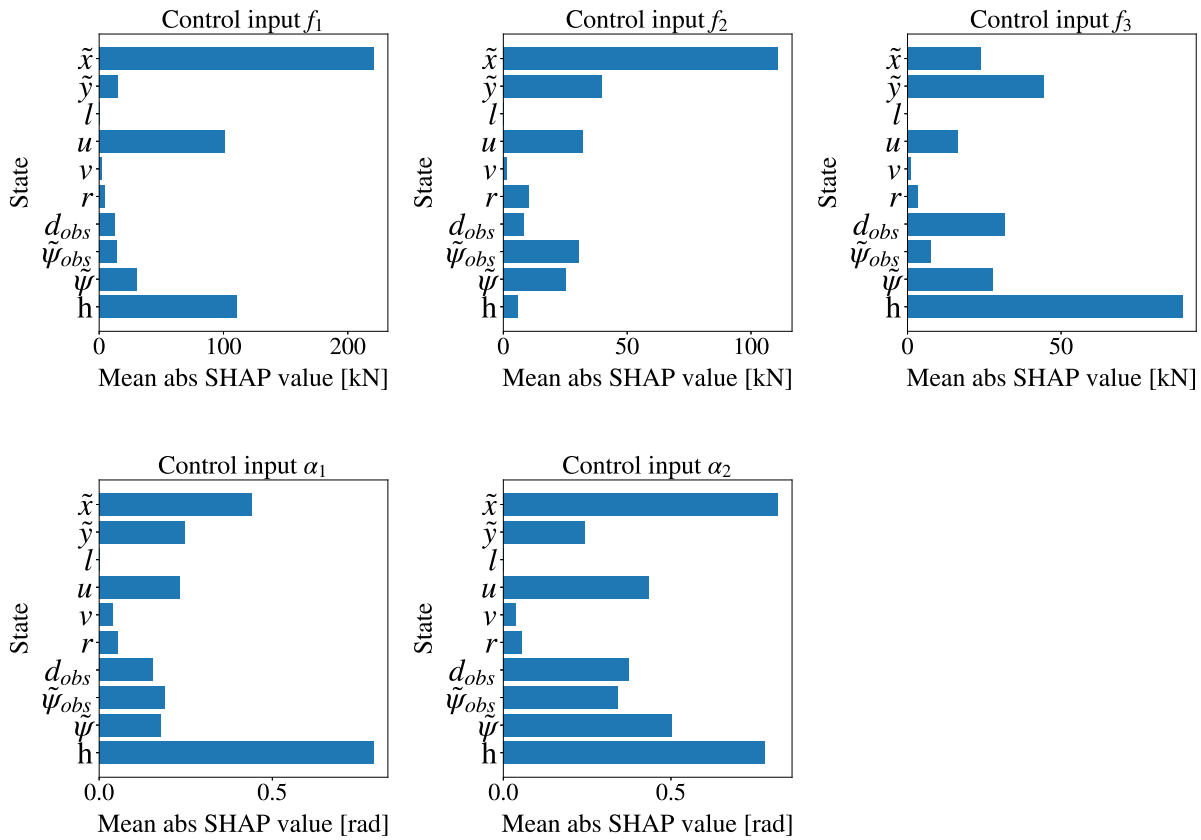 Control input f₁
State
x̃
ỹ
l
u
v
r
d_obs
ψ̃_obs
ψ̃
h
0 100 200
Mean abs SHAP value [kN]
Control input f₂
State
x̃
ỹ
l
u
v
r
d_obs
ψ̃_obs
ψ̃
h
0 50 100
Mean abs SHAP value [kN]
Control input f₃
State
x̃
ỹ
l
u
v
r
d_obs
ψ̃_obs
ψ̃
h
0 50
Mean abs SHAP value [kN]
Control input α₁
State
x̃
ỹ
l
u
v
r
d_obs
ψ̃_obs
ψ̃
h
0.0 0.5
Mean abs SHAP value [rad]
Control input α₂
State
x̃
ỹ
l
u
v
r
d_obs
ψ̃_obs
ψ̃
h
0.0 0.5
Mean abs SHAP value [rad]